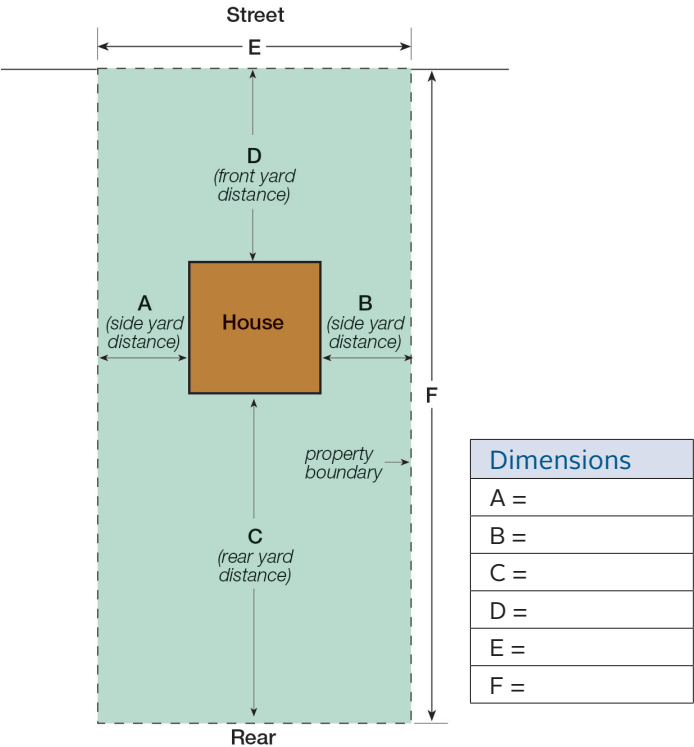 Street
E
D
(front yard
distance)
A
(side yard
distance)
House
B
(side yard
distance)
F
property
boundary
C
(rear yard
distance)
Rear
Dimensions
A =
B =
C =
D =
E =
F =